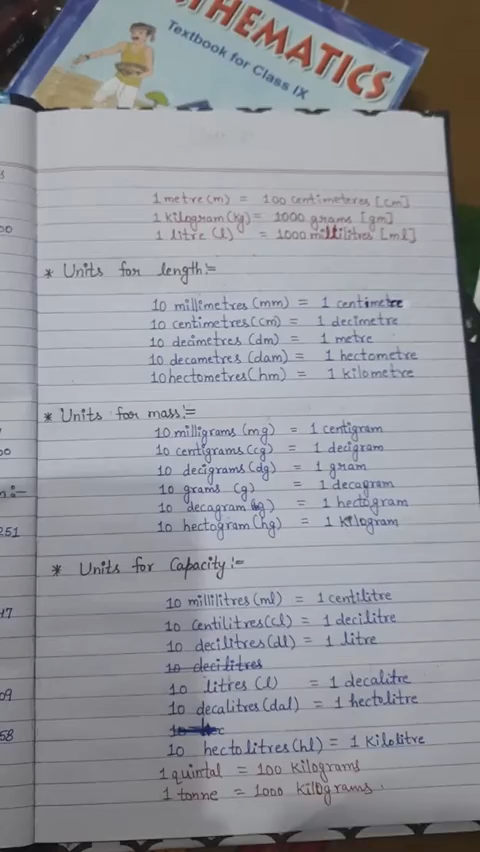 THEMATICS
Textbook for Class IX
00
1 metre (m) = 100 centimeteres [cm]
1 kilogram (kg) = 1000 grams [gm]
1 litre (l) = 1000 millilitres [ml]
* Units for length:=
10 millimetres (mm) = 1 centimetre
10 centimetres (cm) = 1 decimetre
10 decimetres (dm) = 1 metre
10 decametres (dam) = 1 hectometre
10 hectometres (hm) = 1 kilometre
* Units for mass:=
10 milligrams (mg) = 1 centigram
10 centigrams (cg) = 1 decigram
10 decigrams (dg) = 1 gram
10 grams (g) = 1 decagram
10 decagram = 1 hectogram
10 hectogram (hg) = 1 kilogram
251
* Units for Capacity:=
10 millilitres (ml) = 1 centilitre
10 centilitres (cl) = 1 decilitre
10 decilitres (dl) = 1 litre
10 decilitres
10 litres (l) = 1 decalitre
10 decalitres (dal) = 1 hectolitre
10 hectolitres (hl) = 1 Kilolitre
1 quintal = 100 kilograms
1 tonne = 1000 kilograms.
47
09
58